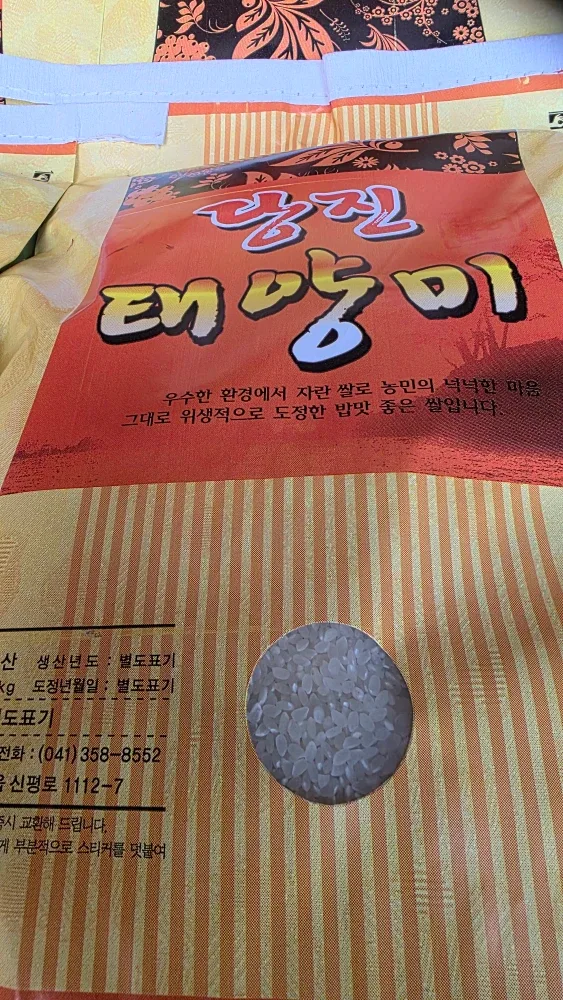 당진
태양미
우수한 환경에서 자란 쌀로 농민의 넉넉한 마음
그대로 위생적으로 도정한 밥맛 좋은 쌀입니다.
산 생산년도 : 별도표기
kg 도정년월일 : 별도표기
도표기
전화 : (041)358-8552
신평로 1112-7
즉시 교환해 드립니다.
게 부분적으로 스티커를 덧붙여